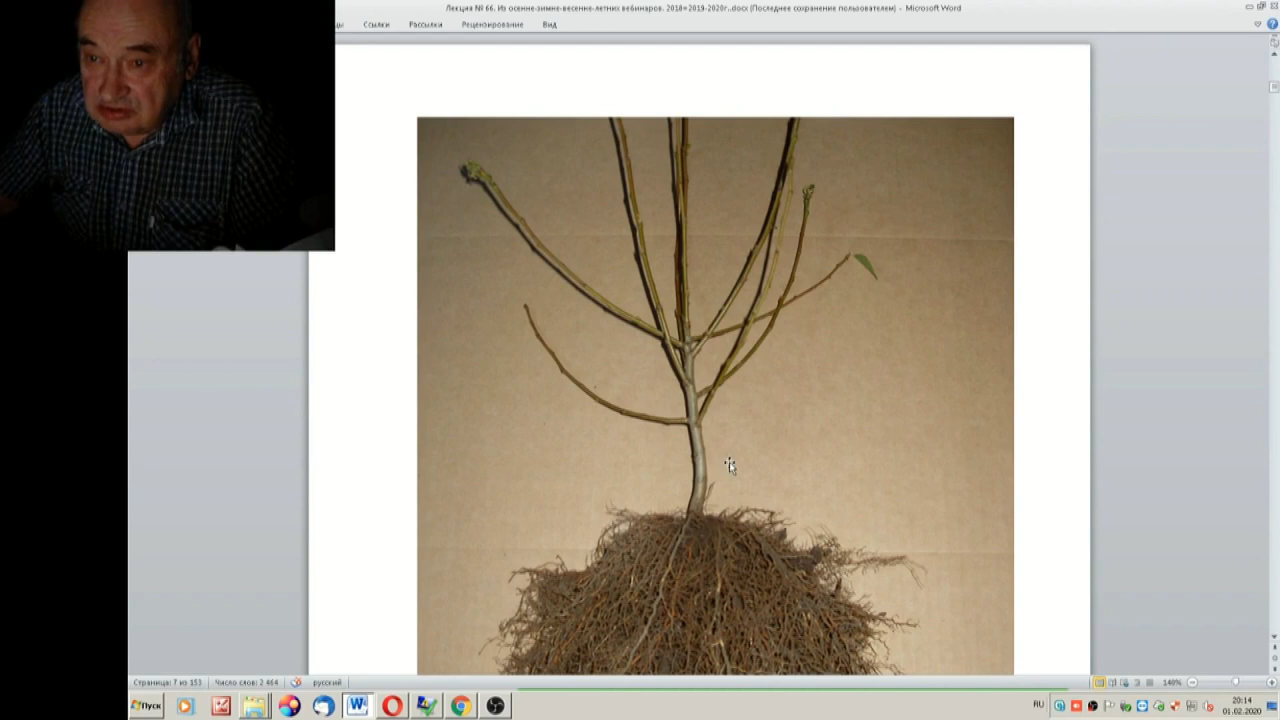 Лекция № 66. Из осенне-зимне-весенне-летних вебинаров. 2018=2019-2020г,.docx (Последнее сохранение пользователем) - Microsoft Word
цы Ссылки Рассылки Рецензирование Вид
Страница: 7 из 153 Число слов: 2 464 русский 148%
Пуск RU 20:14
01.02.2020